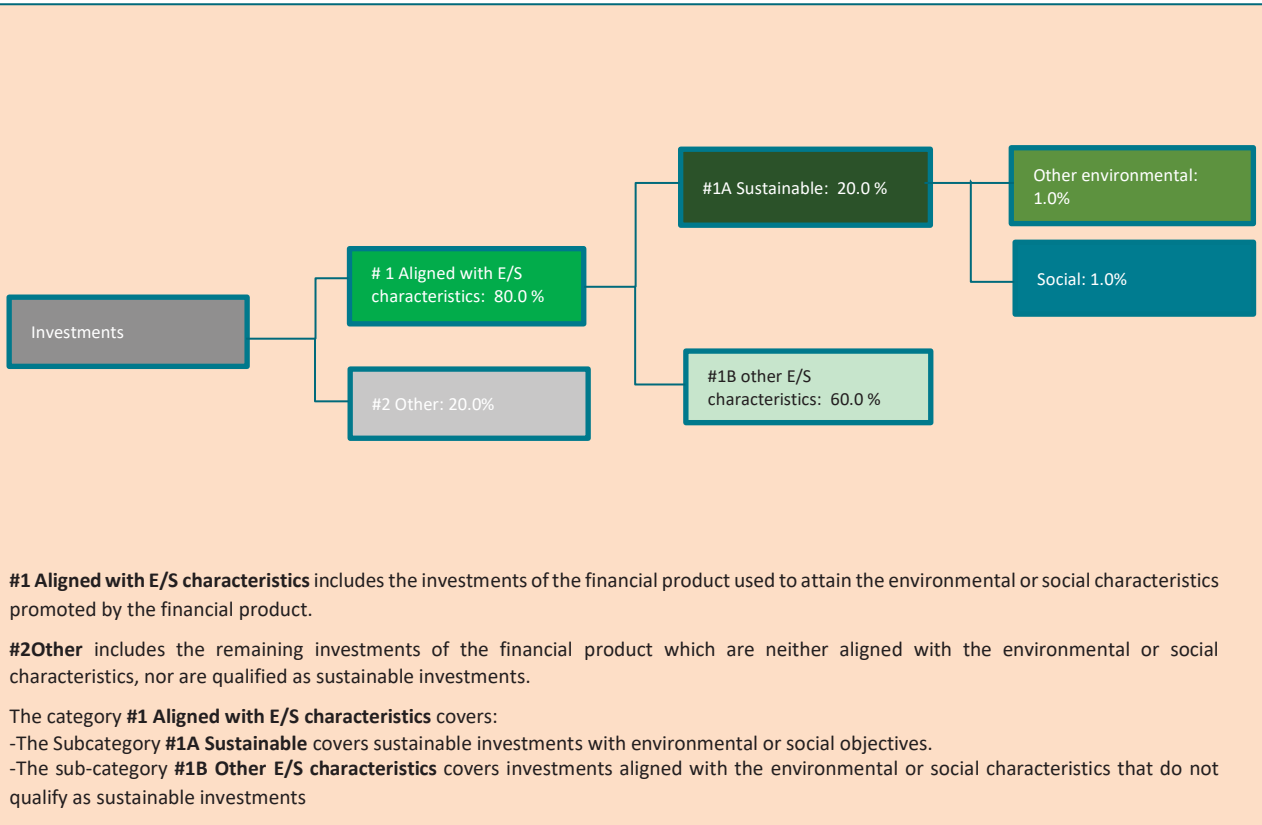 Investments
# 1 Aligned with E/S
characteristics:  80.0 %
#2 Other: 20.0%
#1A Sustainable:  20.0 %
#1B other E/S
characteristics:  60.0 %
Other environmental:
1.0%
Social: 1.0%
#1 Aligned with E/S characteristics includes the investments of the financial product used to attain the environmental or social characteristics
promoted by the financial product.
#2Other includes the remaining investments of the financial product which are neither aligned with the environmental or social
characteristics, nor are qualified as sustainable investments.
The category #1 Aligned with E/S characteristics covers:
-The Subcategory #1A Sustainable covers sustainable investments with environmental or social objectives.
-The sub-category #1B Other E/S characteristics covers investments aligned with the environmental or social characteristics that do not
qualify as sustainable investments